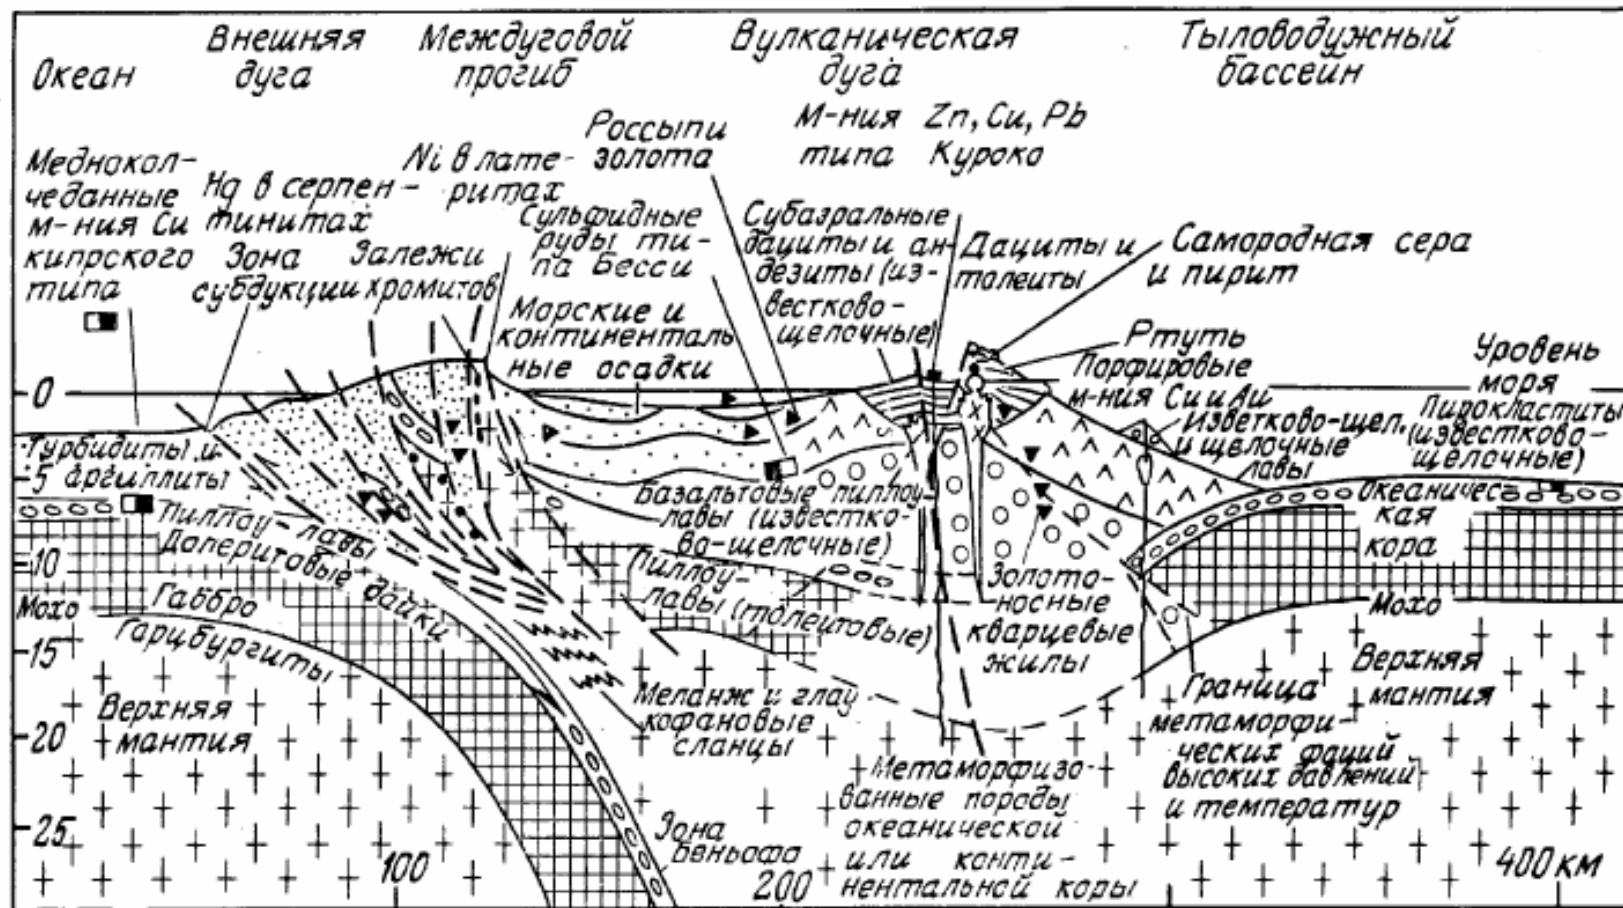 Океан
Внешняя
дуга
Междуговой
прогиб
Вулканическая
дуга
Тыловодужный
бассейн
Меднокол-
чеданные
м-ния Cu
кипрского
типа
Hg в серпен-
тинитах
Зона
субдукции
Залежи
хромитов
Ni в лате-
ритах
Россыпи
золота
М-ния Zn, Cu, Pb
типа Куроко
Сульфидные
руды ти-
па Бесси
Морские и
континенталь
ные осадки
Субаэральные
дациты и ан-
дезиты (из-
вестково-
щелочные)
Дациты и
толеиты
Самородная сера
и пирит
Ртуть
Порфировые
м-ния Cu и Au
Известково-щел.
и щелочные
лавы
Уровень
моря
Пирокластиты
(известково-
щелочные)
0
5
10
Мохо
15
20
25
Турбидиты и
аргиллиты
Пиллоу-лавы
Долеритовые дайки
Габбро
Гарцбургиты
Верхняя
мантия
Базальтовые пиллоу-
лавы (известко-
во-щелочные)
Пиллоу-
лавы (толеитовые)
Золото-
носные
кварцевые
жилы
Океаничес-
кая
кора
Мохо
Верхняя
мантия
Меланж и глау
кофановые
сланцы
Граница
метаморфи-
ческих фаций
высоких давлений
и температур
Метаморфизо-
ванные породы
океанической
или конти-
нентальной коры
Зона
Беньофа
100
200
400 км